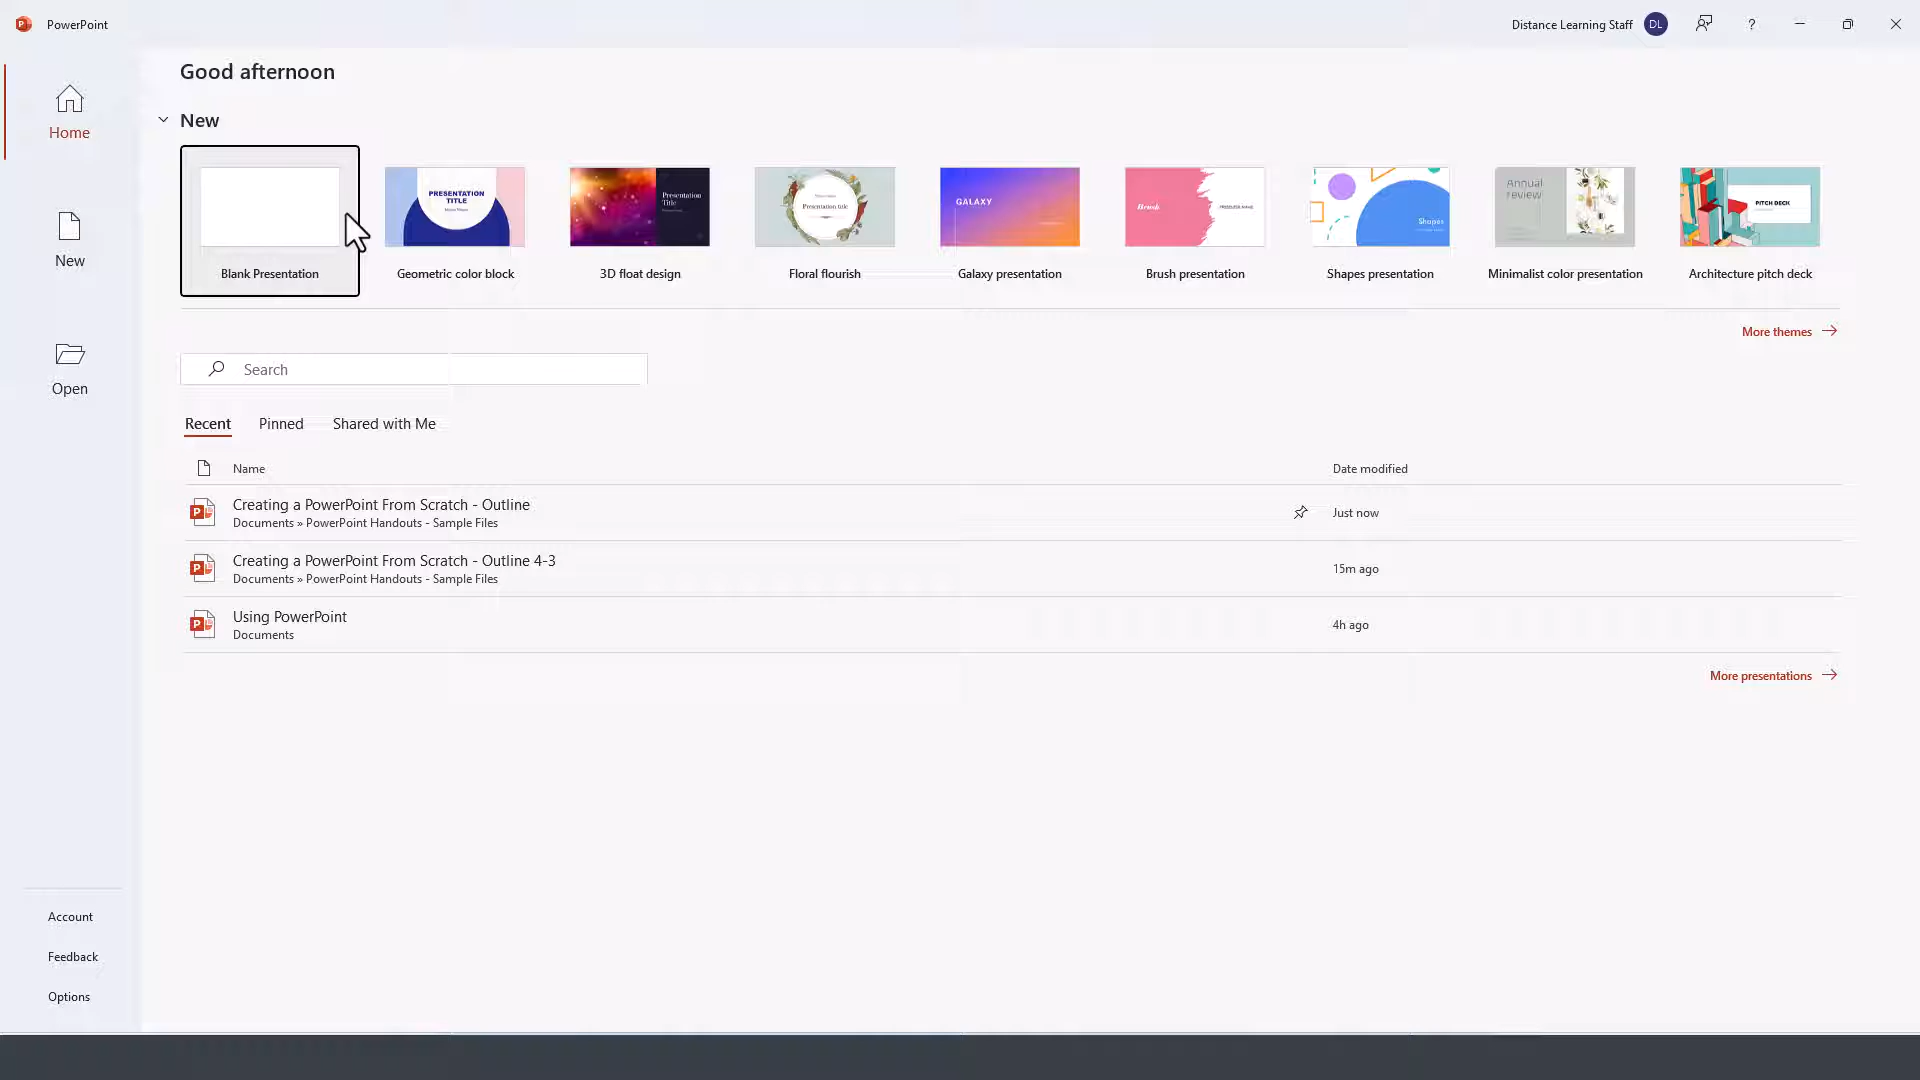 PowerPoint
Distance Learning Staff DL ?
Good afternoon
Home
New
PRESENTATION
TITLE
Presentation
Title
Presentation title
GALAXY
Brush
Shapes
Annual
review
PITCH DECK
Blank Presentation
Geometric color block
3D float design
Floral flourish
Galaxy presentation
Brush presentation
Shapes presentation
Minimalist color presentation
Architecture pitch deck
New
More themes
Search
Open
Recent Pinned Shared with Me
Name Date modified
Creating a PowerPoint From Scratch - Outline
Documents » PowerPoint Handouts - Sample Files
Just now
Creating a PowerPoint From Scratch - Outline 4-3
Documents » PowerPoint Handouts - Sample Files
15m ago
Using PowerPoint
Documents
4h ago
More presentations
Account
Feedback
Options